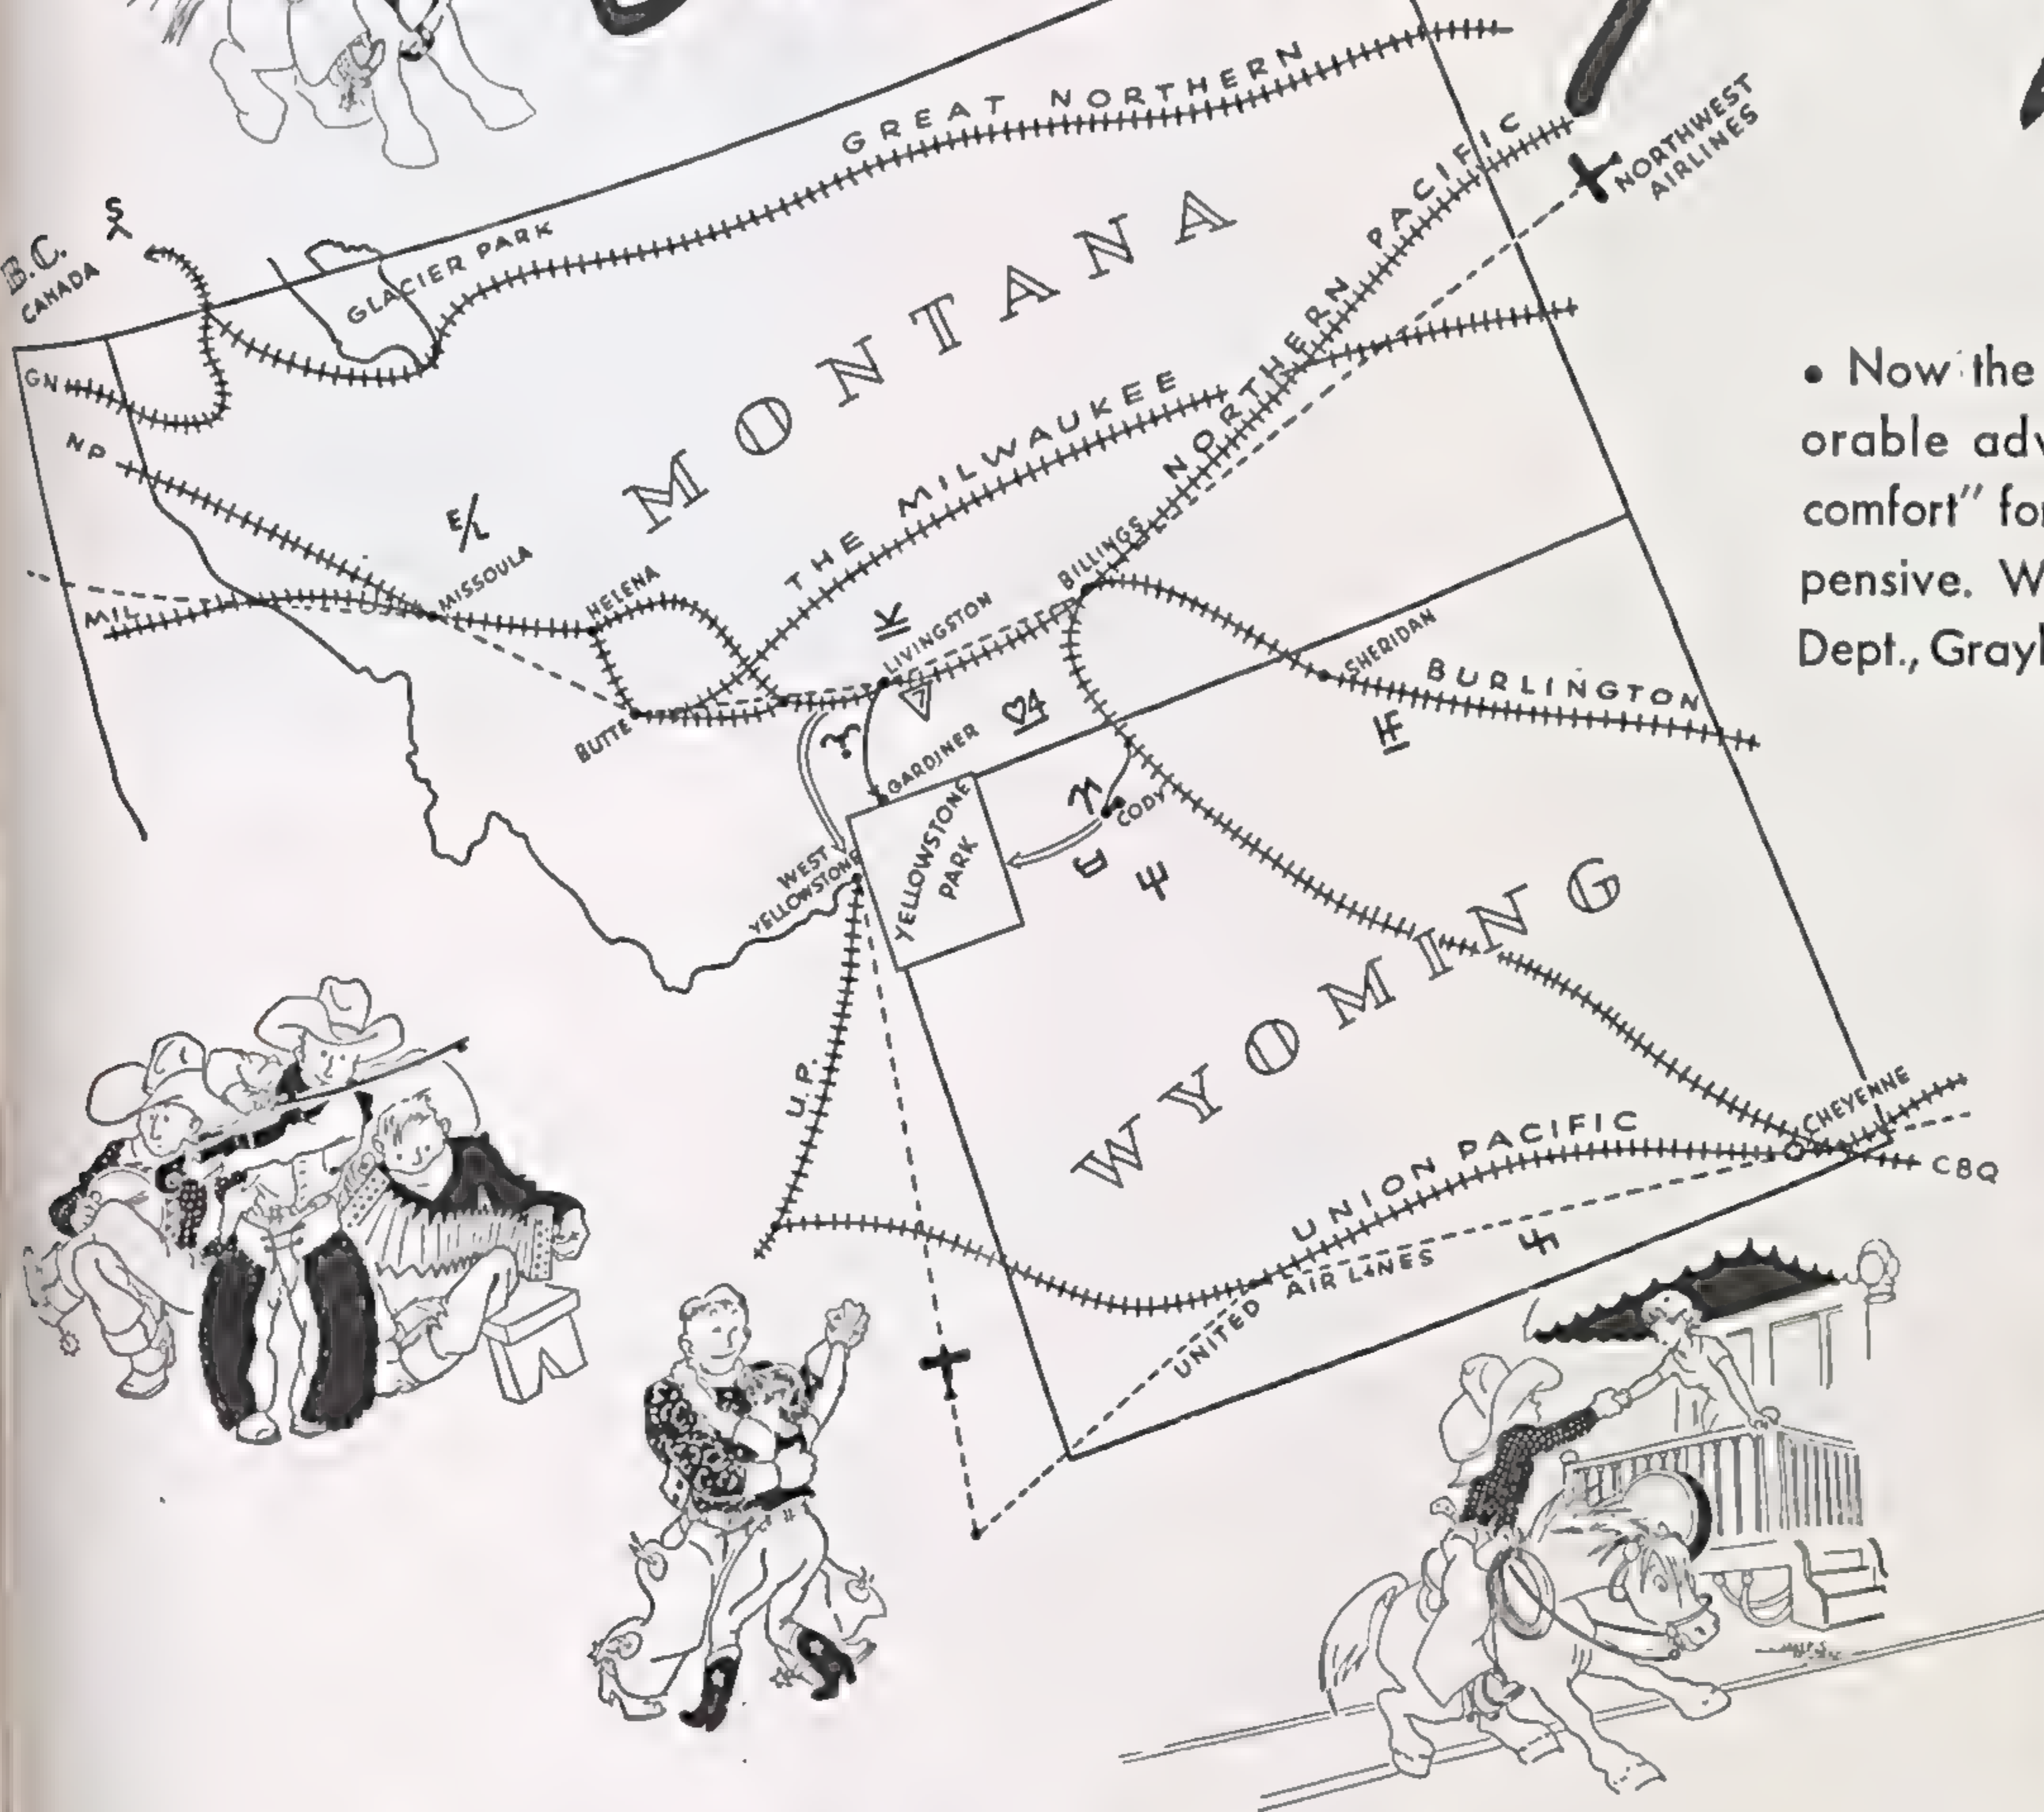 GREAT NORTHERN
NORTHWEST
AIRLINES
NORTHERN PACIFIC
B.C.
CANADA
S
GLACIER PARK
MONTANA
GN
NP
MIL
E/L
MISSOULA
HELENA
THE MILWAUKEE
BUTTE
K
LIVINGSTON
BILLINGS
GARDINER
4
SHERIDAN
BURLINGTON
CODY
WEST
YELLOWSTONE
YELLOWSTONE
PARK
WYOMING
U.P.
UNION PACIFIC
CHEYENNE
CBQ
UNITED AIR LINES
• Now the
orable adv
comfort" for
pensive. W
Dept., Grayl